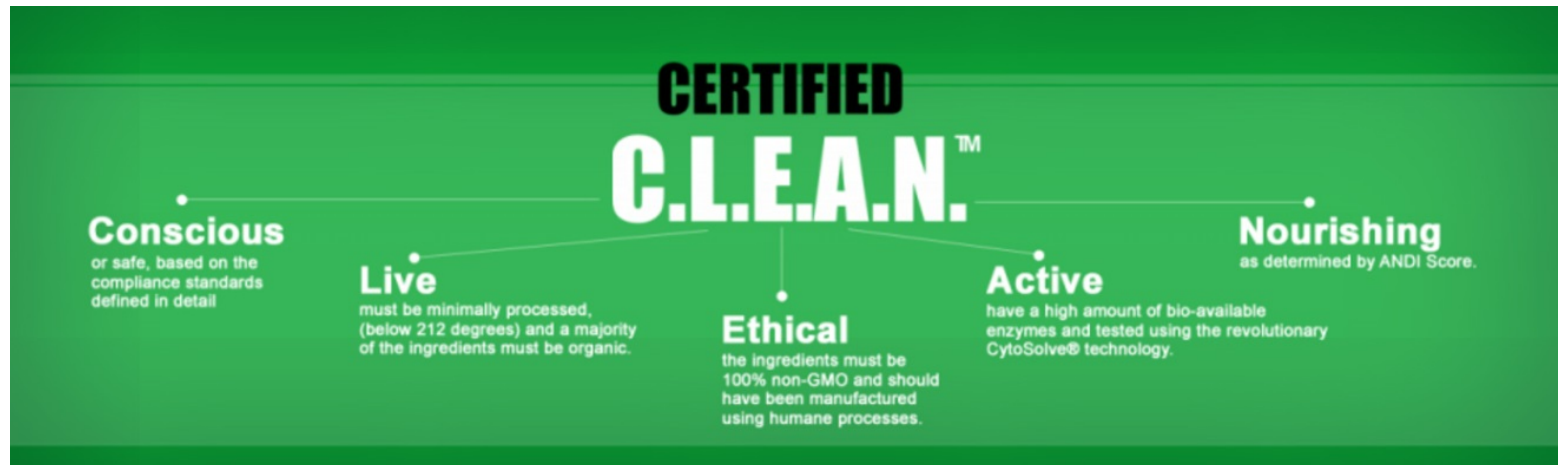 CERTIFIED
C.L.E.A.N.™
Conscious
or safe, based on the
compliance standards
defined in detail
Live
must be minimally processed,
(below 212 degrees) and a majority
of the ingredients must be organic.
Ethical
the ingredients must be
100% non-GMO and should
have been manufactured
using humane processes.
Active
have a high amount of bio-available
enzymes and tested using the revolutionary
CytoSolve® technology.
Nourishing
as determined by ANDI Score.